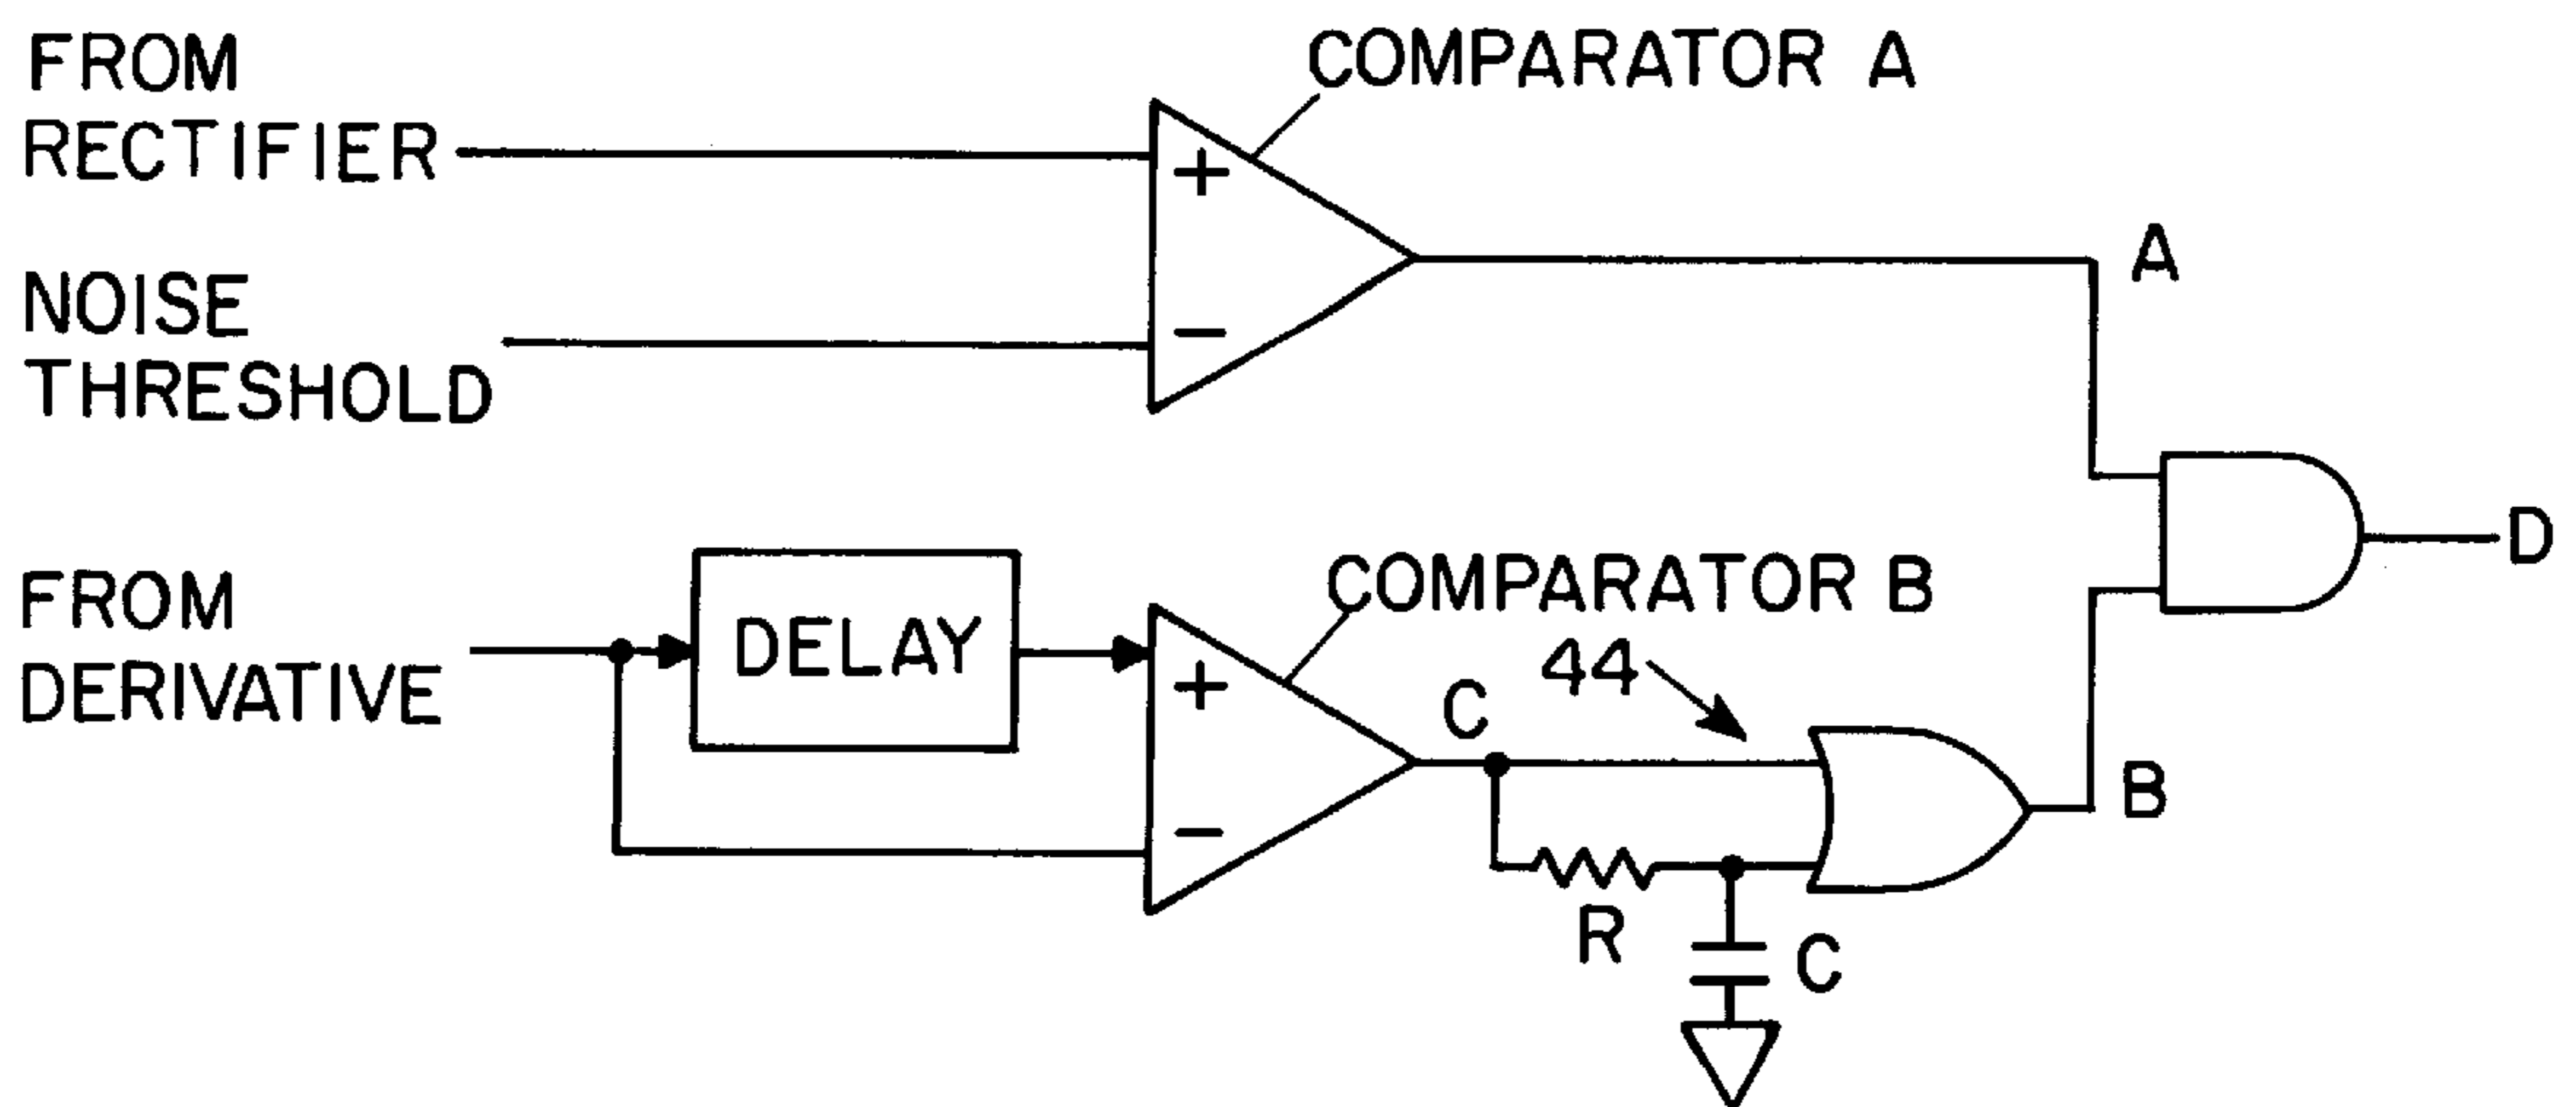 FROM
RECTIFIER
COMPARATOR A
+
−
NOISE
THRESHOLD
A
D
FROM
DERIVATIVE
DELAY
COMPARATOR B
+
−
C
44
B
R
C